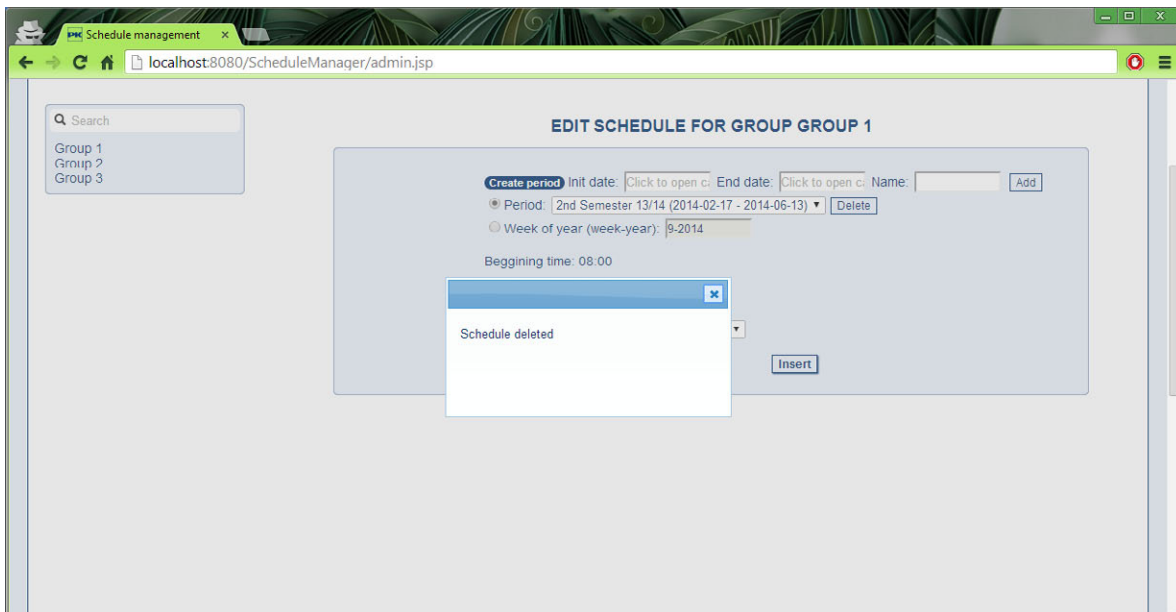 PK Schedule management
localhost:8080/ScheduleManager/admin.jsp
Search
Group 1
Group 2
Group 3
EDIT SCHEDULE FOR GROUP GROUP 1
Create period Init date: Click to open c End date: Click to open c Name: Add
Period: 2nd Semester 13/14 (2014-02-17 - 2014-06-13) Delete
Week of year (week-year): 9-2014
Beggining time: 08:00
Schedule deleted
Insert